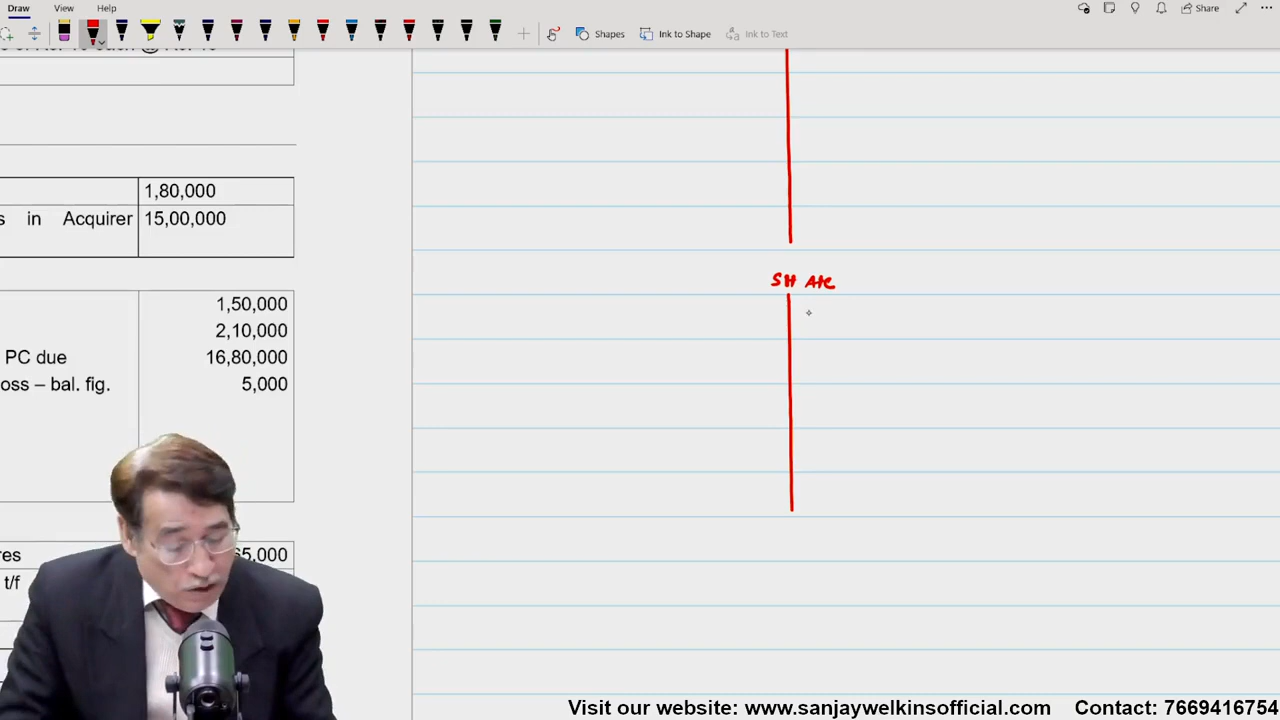 Draw View Help
Share
Shapes Ink to Shape Ink to Text
1,80,000
s in Acquirer 15,00,000
1,50,000
2,10,000
PC due 16,80,000
oss – bal. fig. 5,000
res 65,000
t/f
SH A/c
Visit our website: www.sanjaywelkinsofficial.com Contact: 7669416754